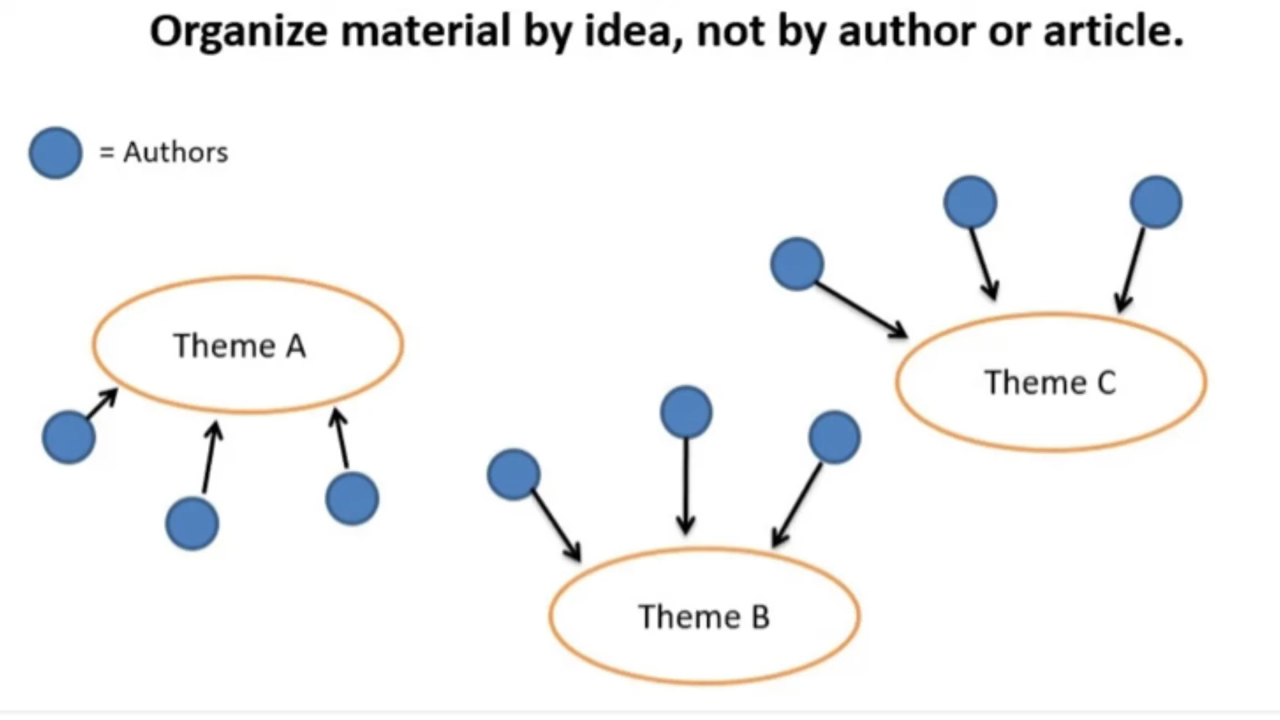 Organize material by idea, not by author or article.
= Authors
Theme A
Theme C
Theme B